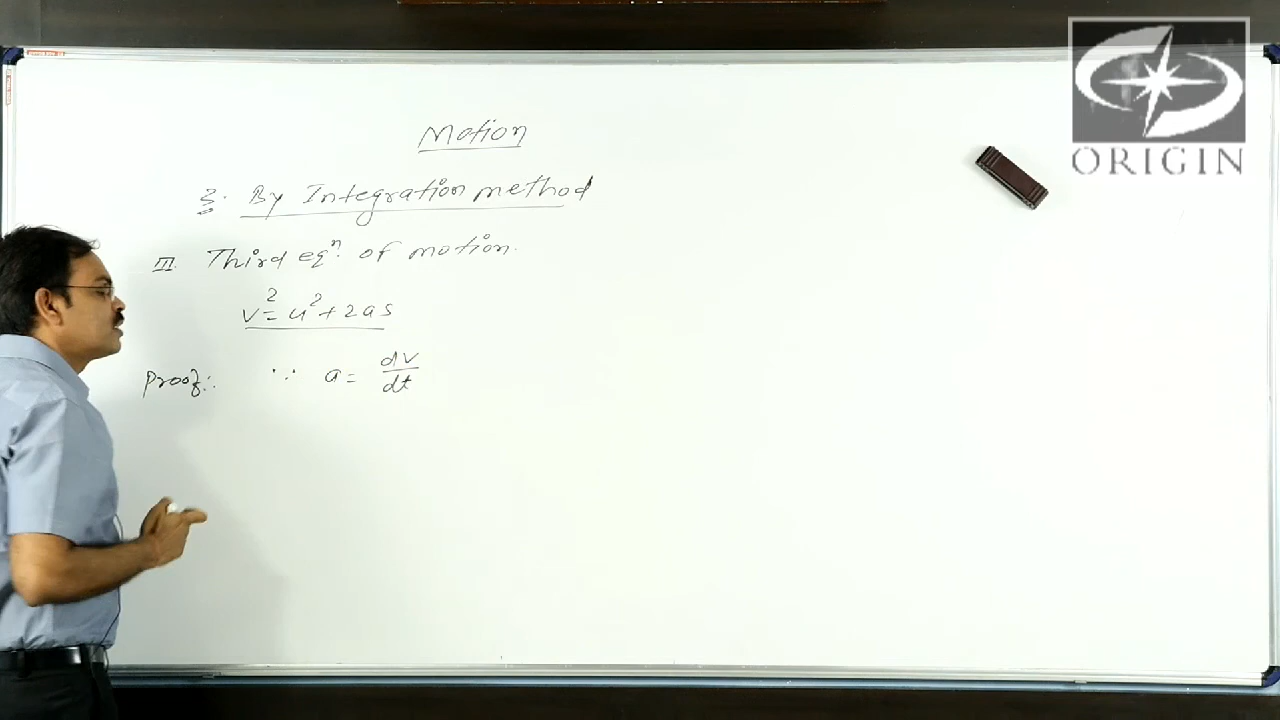 ORIGIN
Motion
3. By Integration method
III. Third eqⁿ. of motion.
v² = u² + 2as
Proof:. ∵ a = dv/dt